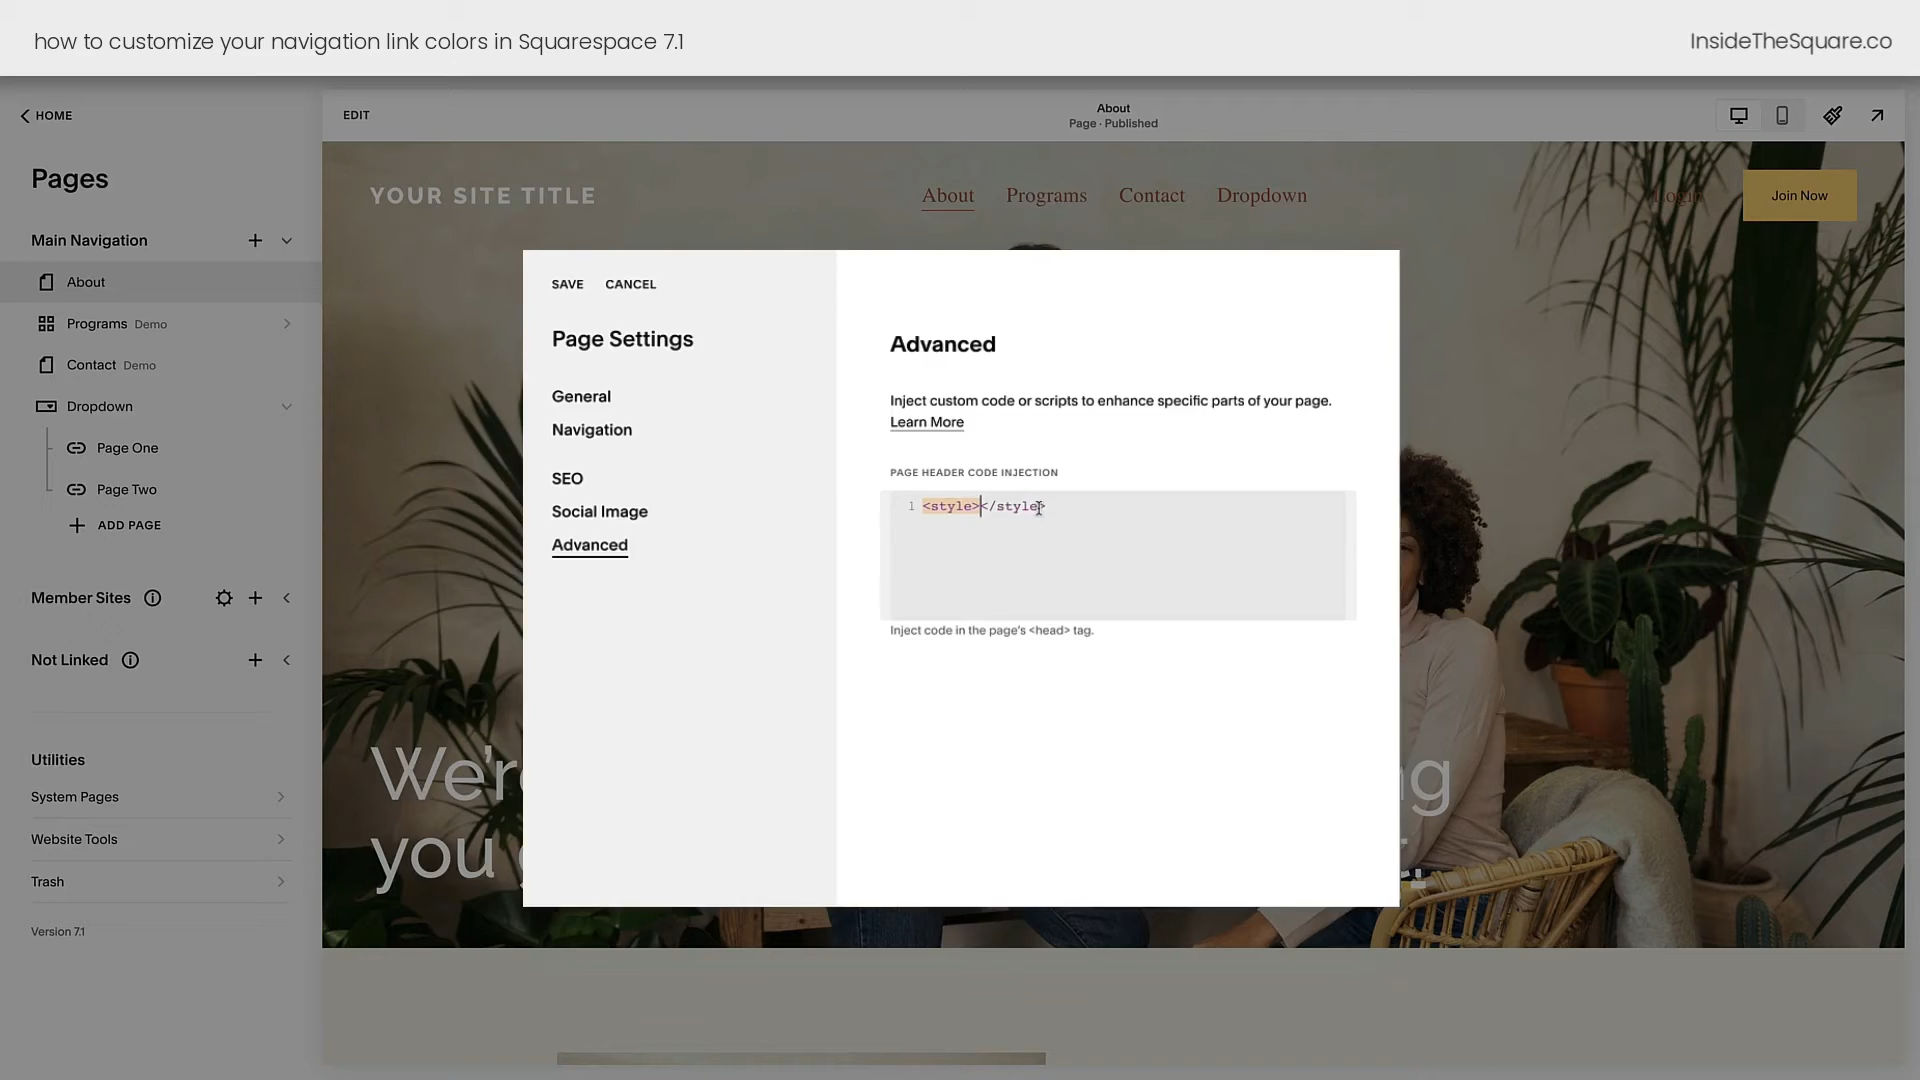 how to customize your navigation link colors in Squarespace 7.1
InsideTheSquare.co
HOME
EDIT
About
Page · Published
Pages
YOUR SITE TITLE
About
Programs
Contact
Dropdown
Login
Join Now
Main Navigation
About
Programs Demo
Contact Demo
Dropdown
Page One
Page Two
ADD PAGE
Member Sites
Not Linked
Utilities
System Pages
Website Tools
Trash
Version 7.1
SAVE
CANCEL
Page Settings
General
Navigation
SEO
Social Image
Advanced
Advanced
Inject custom code or scripts to enhance specific parts of your page.
Learn More
PAGE HEADER CODE INJECTION
1 <style></style>
Inject code in the page's <head> tag.
We're
you